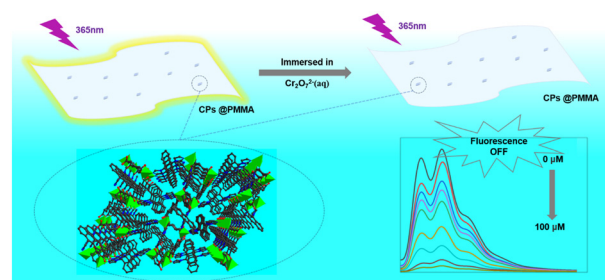 365nm
365nm
Immersed in
Cr₂O₇²⁻(aq)
CPs @PMMA
CPs @PMMA
Fluorescence
OFF
0 μM
100 μM